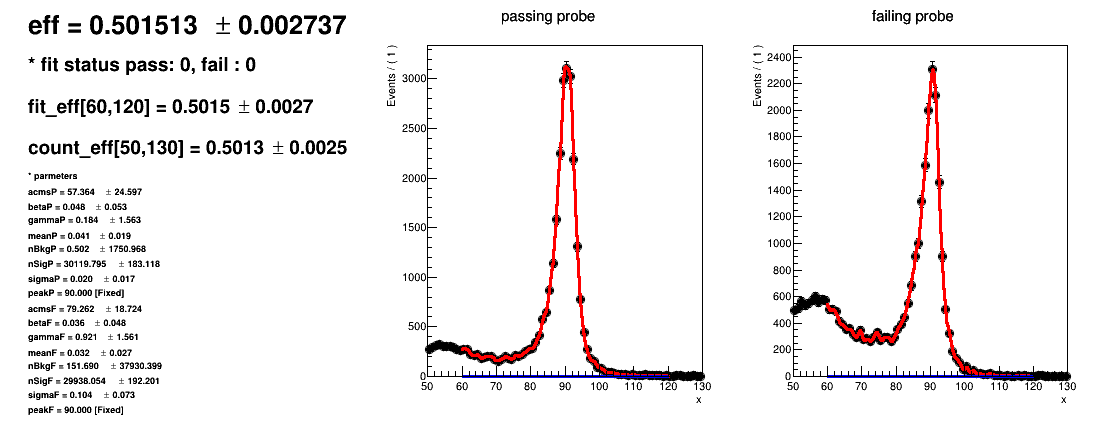 eff = 0.501513 ± 0.002737
* fit status pass: 0, fail : 0
fit_eff[60,120] = 0.5015 ± 0.0027
count_eff[50,130] = 0.5013 ± 0.0025
* parmeters
acmsP = 57.364 ± 24.597
betaP = 0.048 ± 0.053
gammaP = 0.184 ± 1.563
meanP = 0.041 ± 0.019
nBkgP = 0.502 ± 1750.968
nSigP = 30119.795 ± 183.118
sigmaP = 0.020 ± 0.017
peakP = 90.000 [Fixed]
acmsF = 79.262 ± 18.724
betaF = 0.036 ± 0.048
gammaF = 0.921 ± 1.561
meanF = 0.032 ± 0.027
nBkgF = 151.690 ± 37930.399
nSigF = 29938.054 ± 192.201
sigmaF = 0.104 ± 0.073
peakF = 90.000 [Fixed]
passing probe
Events / ( 1 )
3000
2500
2000
1500
1000
500
0
50 60 70 80 90 100 110 120 130
x
failing probe
Events / ( 1 )
2400
2200
2000
1800
1600
1400
1200
1000
800
600
400
200
0
50 60 70 80 90 100 110 120 130
x